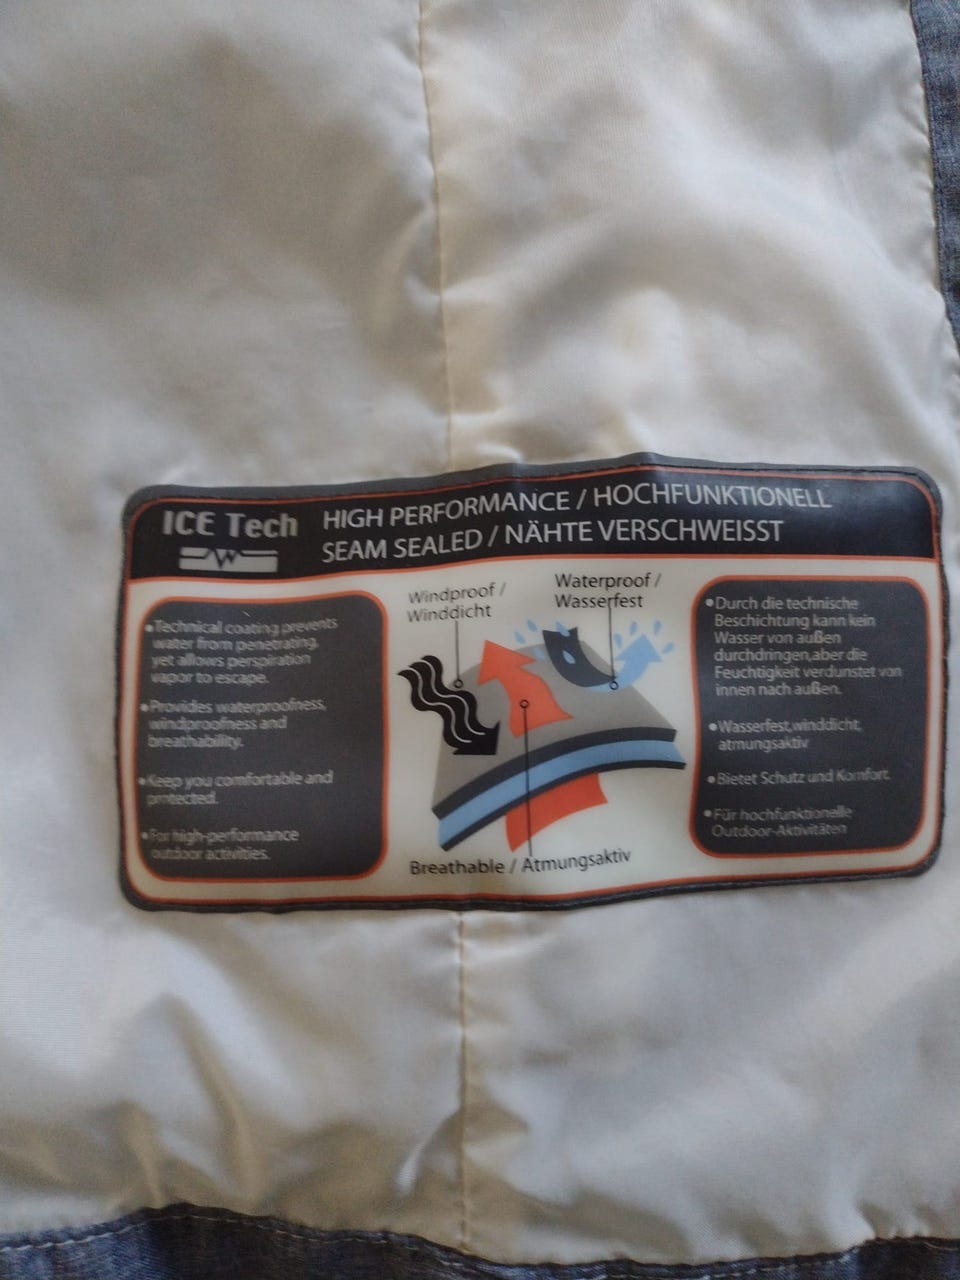 ICE Tech
HIGH PERFORMANCE / HOCHFUNKTIONELL
SEAM SEALED / NÄHTE VERSCHWEISST
•Technical coating prevents
water from penetrating,
yet allows perspiration
vapor to escape.
•Provides waterproofness,
windproofness and
breathability.
•Keep you comfortable and
protected.
•For high-performance
outdoor activities.
Windproof /
Winddicht
Waterproof /
Wasserfest
Breathable / Atmungsaktiv
•Durch die technische
Beschichtung kann kein
Wasser von außen
durchdringen,aber die
Feuchtigkeit verdunstet von
innen nach außen.
•Wasserfest,winddicht,
atmungsaktiv
•Bietet Schutz und Komfort.
•Für hochfunktionelle
Outdoor-Aktivitäten